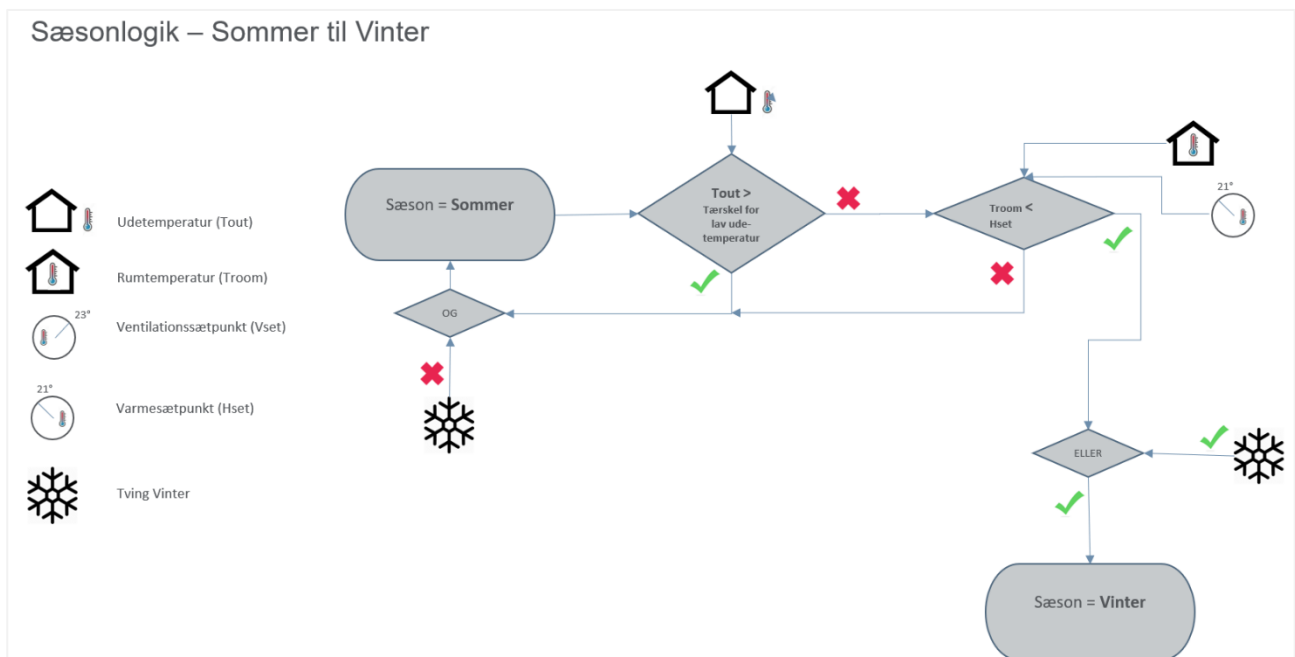 Sæsonlogik – Sommer til Vinter
Udetemperatur (Tout)
Rumtemperatur (Troom)
23°
Ventilationssætpunkt (Vset)
21°
Varmesætpunkt (Hset)
Tving Vinter
Sæson = Sommer
Tout >
Tærskel for
lav ude-
temperatur
Troom <
Hset
21°
OG
ELLER
Sæson = Vinter